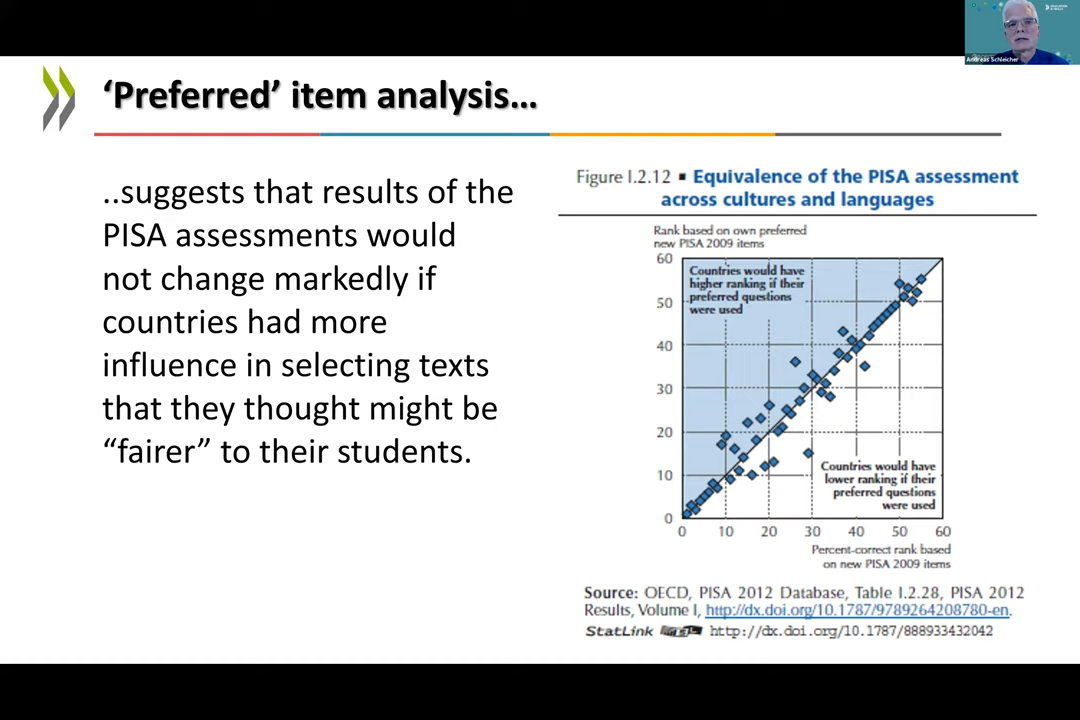 EDUCATION
& SKILLS
Andreas Schleicher
‘Preferred’ item analysis…
..suggests that results of the
PISA assessments would
not change markedly if
countries had more
influence in selecting texts
that they thought might be
“fairer” to their students.
Figure I.2.12 ▪ Equivalence of the PISA assessment
across cultures and languages
Rank based on own preferred
new PISA 2009 items
60
50
40
30
20
10
0
Countries would have
higher ranking if their
preferred questions
were used
Countries would have
lower ranking if their
preferred questions
were used
0 10 20 30 40 50 60
Percent-correct rank based
on new PISA 2009 items
Source: OECD, PISA 2012 Database, Table I.2.28, PISA 2012
Results, Volume I, http://dx.doi.org/10.1787/9789264208780-en.
StatLink http://dx.doi.org/10.1787/888933432042